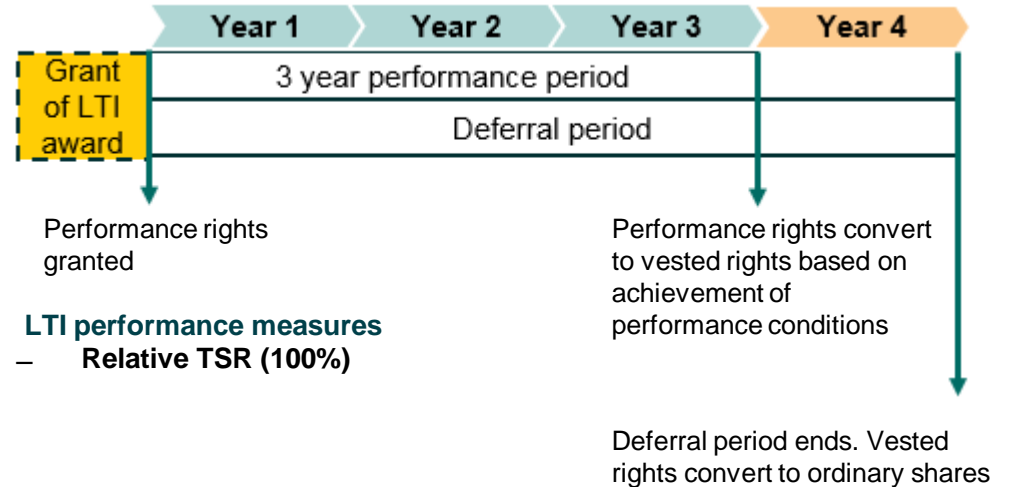 Year 1
Year 2
Year 3
Year 4
Grant
of LTI
award
3 year performance period
Deferral period
Performance rights
granted
Performance rights convert
to vested rights based on
achievement of
performance conditions
LTI performance measures
– Relative TSR (100%)
Deferral period ends. Vested
rights convert to ordinary shares